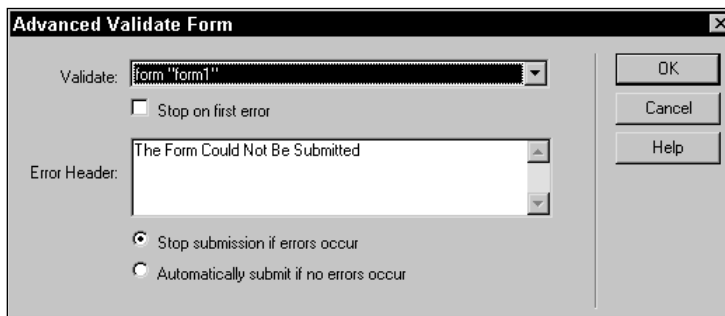 Advanced Validate Form
Validate: form "form1"
OK
Stop on first error
Cancel
Error Header: The Form Could Not Be Submitted
Help
Stop submission if errors occur
Automatically submit if no errors occur